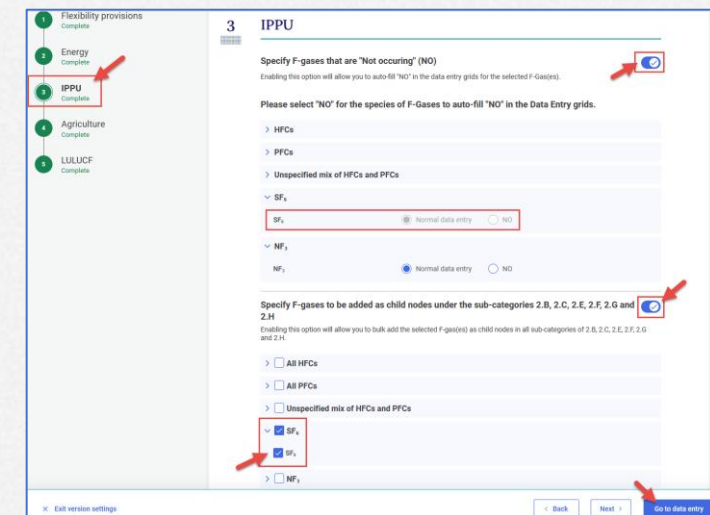 1 Flexibility provisions
Complete
2 Energy
Complete
3 IPPU
Complete
4 Agriculture
Complete
5 LULUCF
Complete
3 IPPU
Specify F-gases that are "Not occuring" (NO)
Enabling this option will allow you to auto-fill "NO" in the data entry grids for the selected F-Gas(es).
Please select "NO" for the species of F-Gases to auto-fill "NO" in the Data Entry grids.
HFCs
PFCs
Unspecified mix of HFCs and PFCs
SF₆
SF₆ Normal data entry NO
NF₃
NF₃ Normal data entry NO
Specify F-gases to be added as child nodes under the sub-categories 2.B, 2.C, 2.E, 2.F, 2.G and
2.H
Enabling this option will allow you to bulk add the selected F-gas(es) as child nodes in all sub-categories of 2.B, 2.C, 2.E, 2.F, 2.G
and 2.H.
All HFCs
All PFCs
Unspecified mix of HFCs and PFCs
SF₆
SF₆
NF₃
× Exit version settings < Back Next > Go to data entry